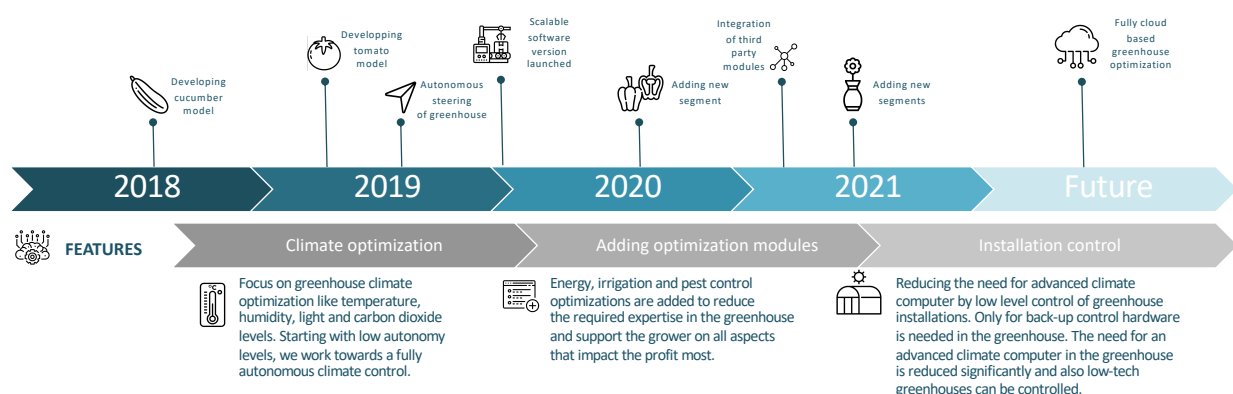 Developing
cucumber
model
Developping
tomato
model
Autonomous
steering
of greenhouse
Scalable
software
version
launched
Adding new
segment
Integration
of third
party
modules
Adding new
segments
Fully cloud
based
greenhouse
optimization
2018
2019
2020
2021
Future
FEATURES
Climate optimization
Adding optimization modules
Installation control
°C
Focus on greenhouse climate
optimization like temperature,
humidity, light and carbon dioxide
levels. Starting with low autonomy
levels, we work towards a fully
autonomous climate control.
Energy, irrigation and pest control
optimizations are added to reduce
the required expertise in the greenhouse
and support the grower on all aspects
that impact the profit most.
Reducing the need for advanced climate
computer by low level control of greenhouse
installations. Only for back-up control hardware
is needed in the greenhouse. The need for an
advanced climate computer in the greenhouse
is reduced significantly and also low-tech
greenhouses can be controlled.